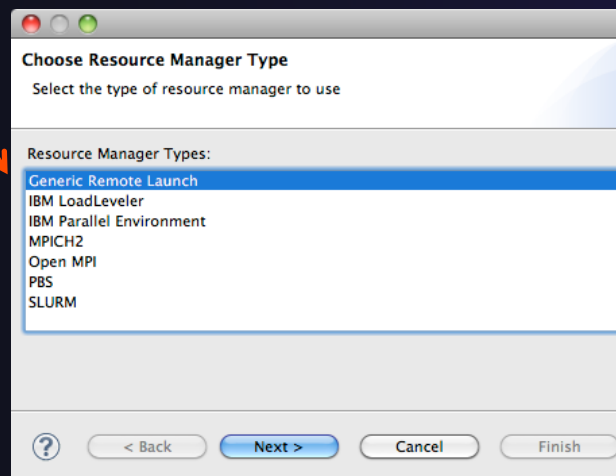 Choose Resource Manager Type
Select the type of resource manager to use
Resource Manager Types:
Generic Remote Launch
IBM LoadLeveler
IBM Parallel Environment
MPICH2
Open MPI
PBS
SLURM
? < Back Next > Cancel Finish